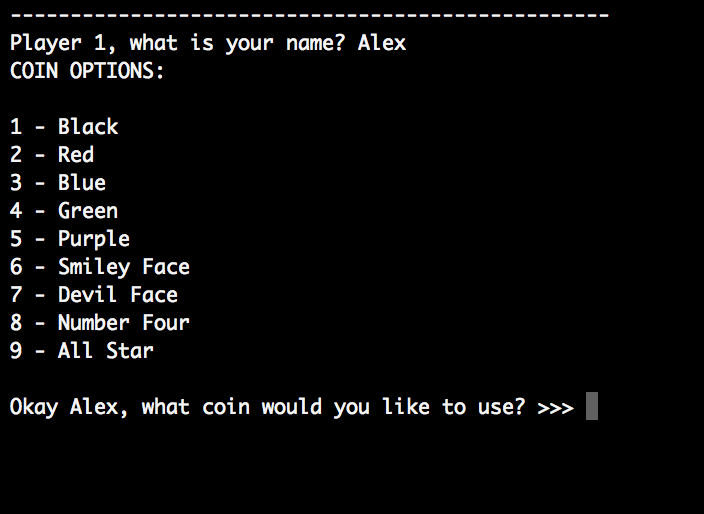 --------------------------------------------------
Player 1, what is your name? Alex
COIN OPTIONS:
1 - Black
2 - Red
3 - Blue
4 - Green
5 - Purple
6 - Smiley Face
7 - Devil Face
8 - Number Four
9 - All Star
Okay Alex, what coin would you like to use? >>>